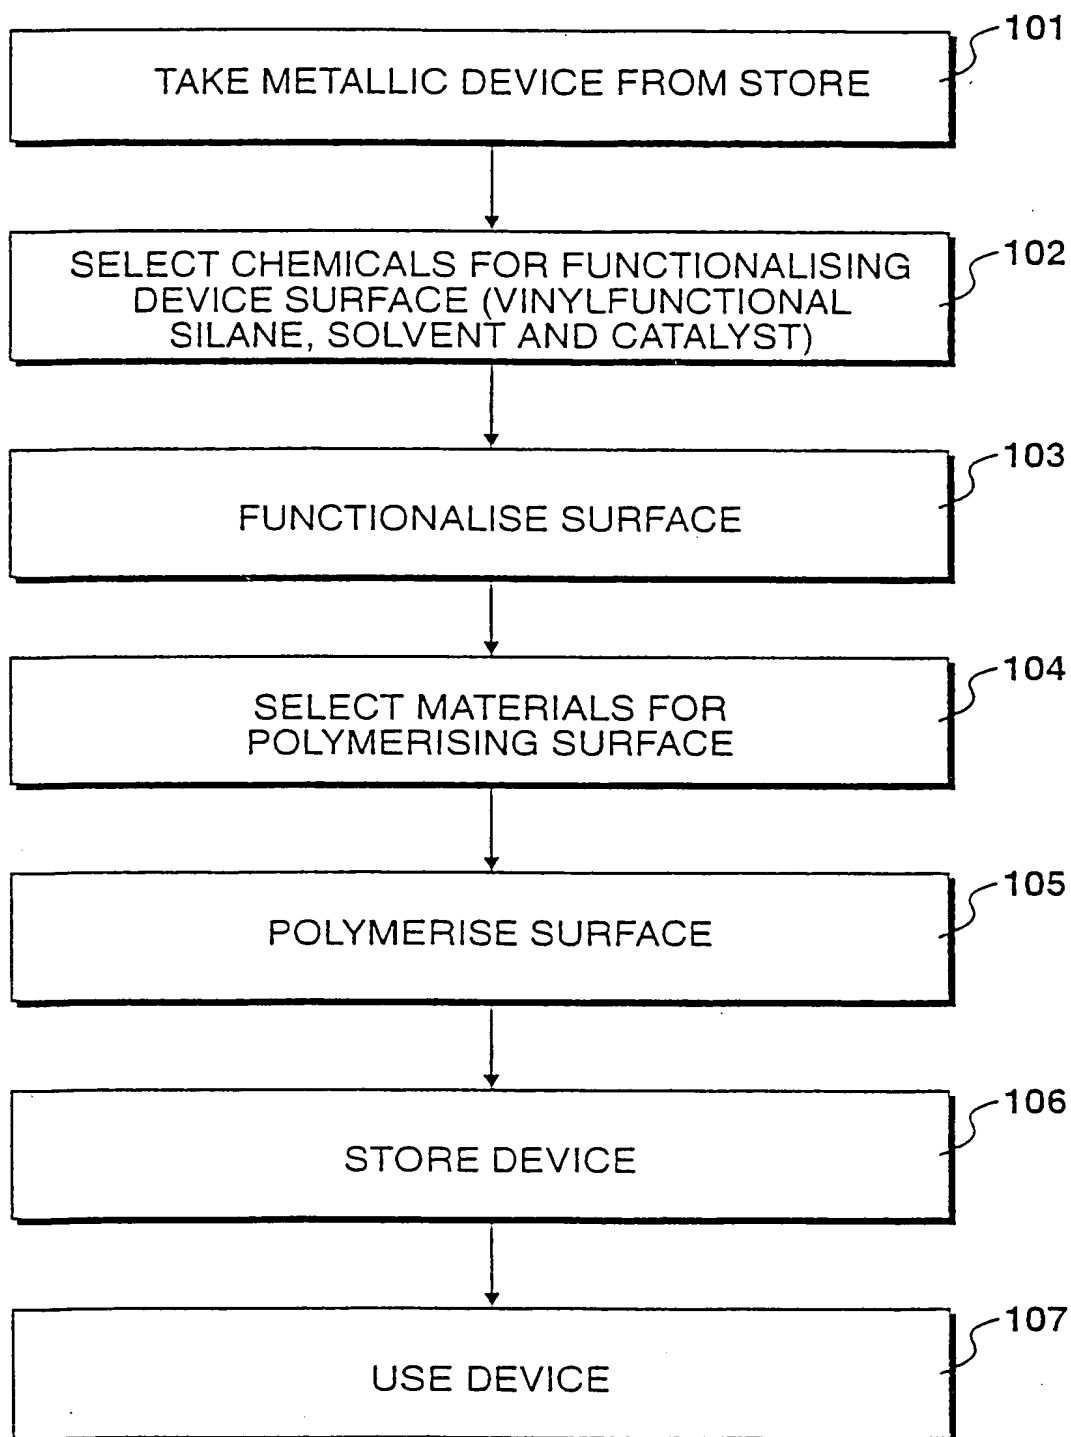 101
TAKE METALLIC DEVICE FROM STORE
102
SELECT CHEMICALS FOR FUNCTIONALISING
DEVICE SURFACE (VINYLFUNCTIONAL
SILANE, SOLVENT AND CATALYST)
103
FUNCTIONALISE SURFACE
104
SELECT MATERIALS FOR
POLYMERISING SURFACE
105
POLYMERISE SURFACE
106
STORE DEVICE
107
USE DEVICE